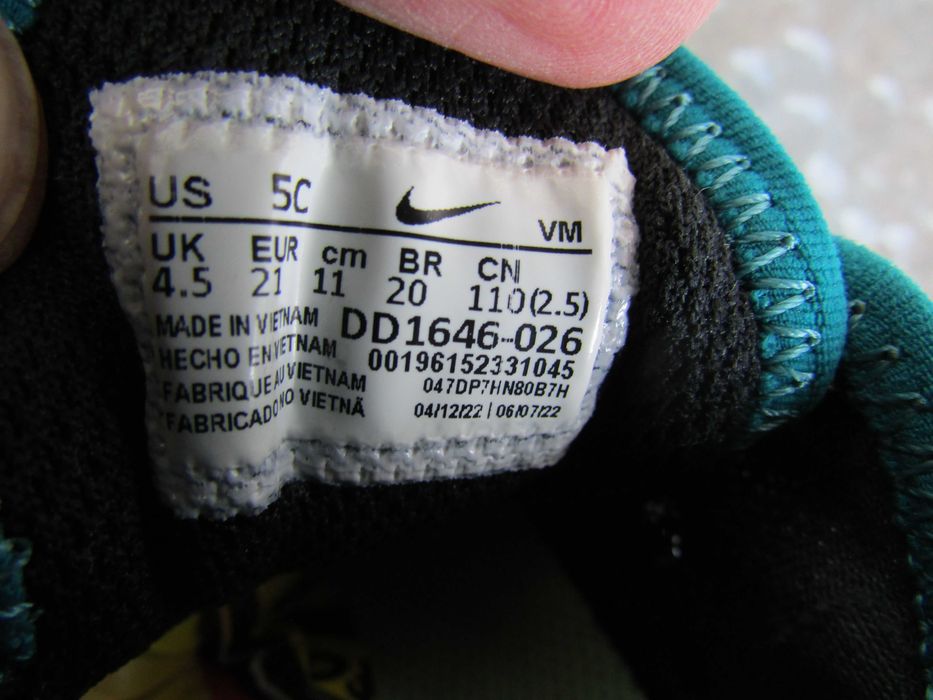 US 5C VM
UK EUR cm BR CN
4.5 21 11 20 110(2.5)
MADE IN VIETNAM DD1646-026
HECHO EN VIETNAM 00196152331045
FABRIQUE AU VIETNAM 047DP7HN80B7H
FABRICADO NO VIETNÃ 04/12/22 | 06/07/22